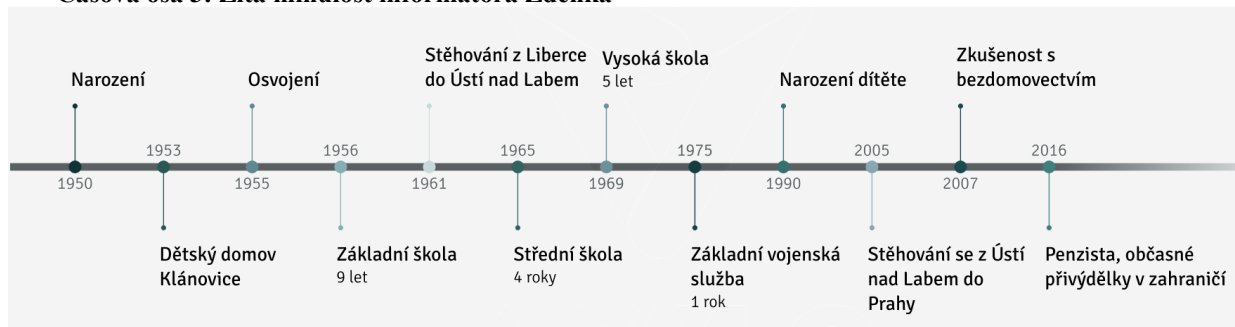 Časová osa 5: Žitá minulost informátora Zdeňka
Narození
1950
1953
Dětský domov
Klánovice
Osvojení
1955
1956
Základní škola
9 let
Stěhování z Liberce
do Ústí nad Labem
1961
1965
Střední škola
4 roky
Vysoká škola
5 let
1969
1975
Základní vojenská
služba
1 rok
Narození dítěte
1990
2005
Stěhování se z Ústí
nad Labem do
Prahy
Zkušenost s
bezdomovectvím
2007
2016
Penzista, občasné
přivýdělky v zahraničí